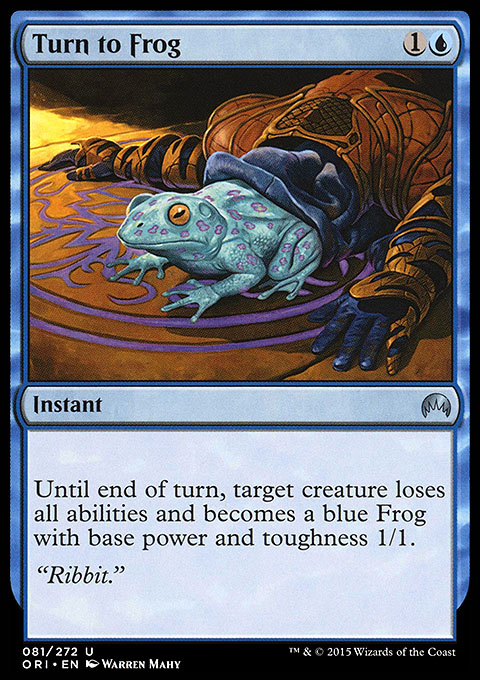 Turn to Frog 1
Instant
Until end of turn, target creature loses
all abilities and becomes a blue Frog
with base power and toughness 1/1.
“Ribbit.”
081/272 U
ORI • EN Warren Mahy
™ & © 2015 Wizards of the Coast